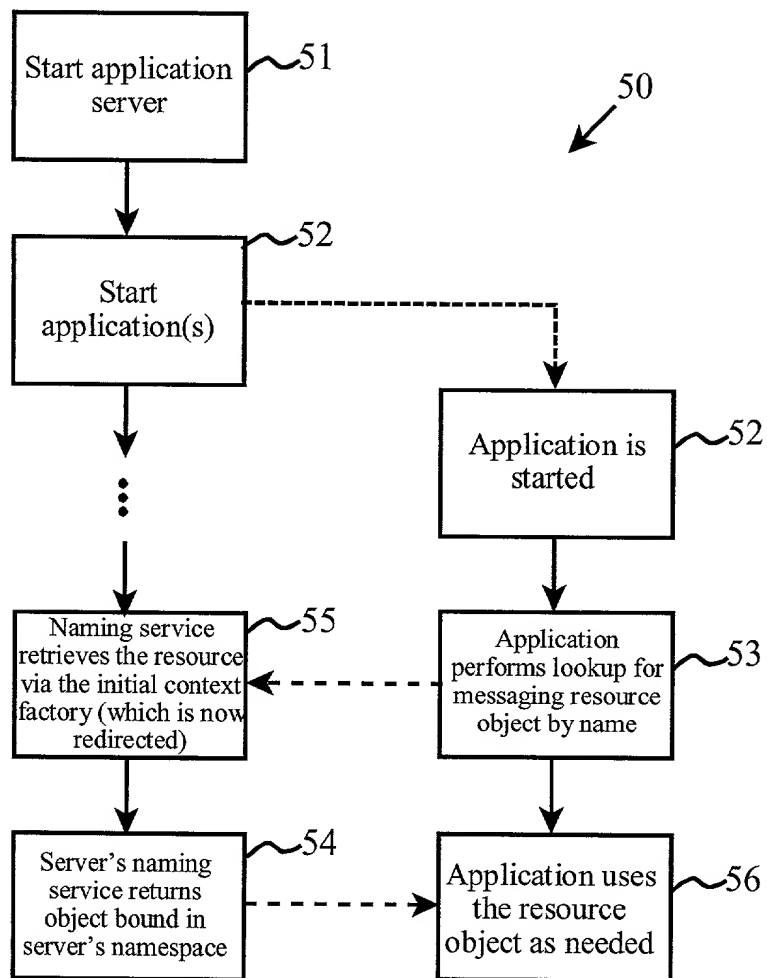 Start application
server
51
50
Start
application(s)
52
Application is
started
52
Naming service
retrieves the resource
via the initial context
factory (which is now
redirected)
55
Application
performs lookup for
messaging resource
object by name
53
Server's naming
service returns
object bound in
server's namespace
54
Application uses
the resource
object as needed
56